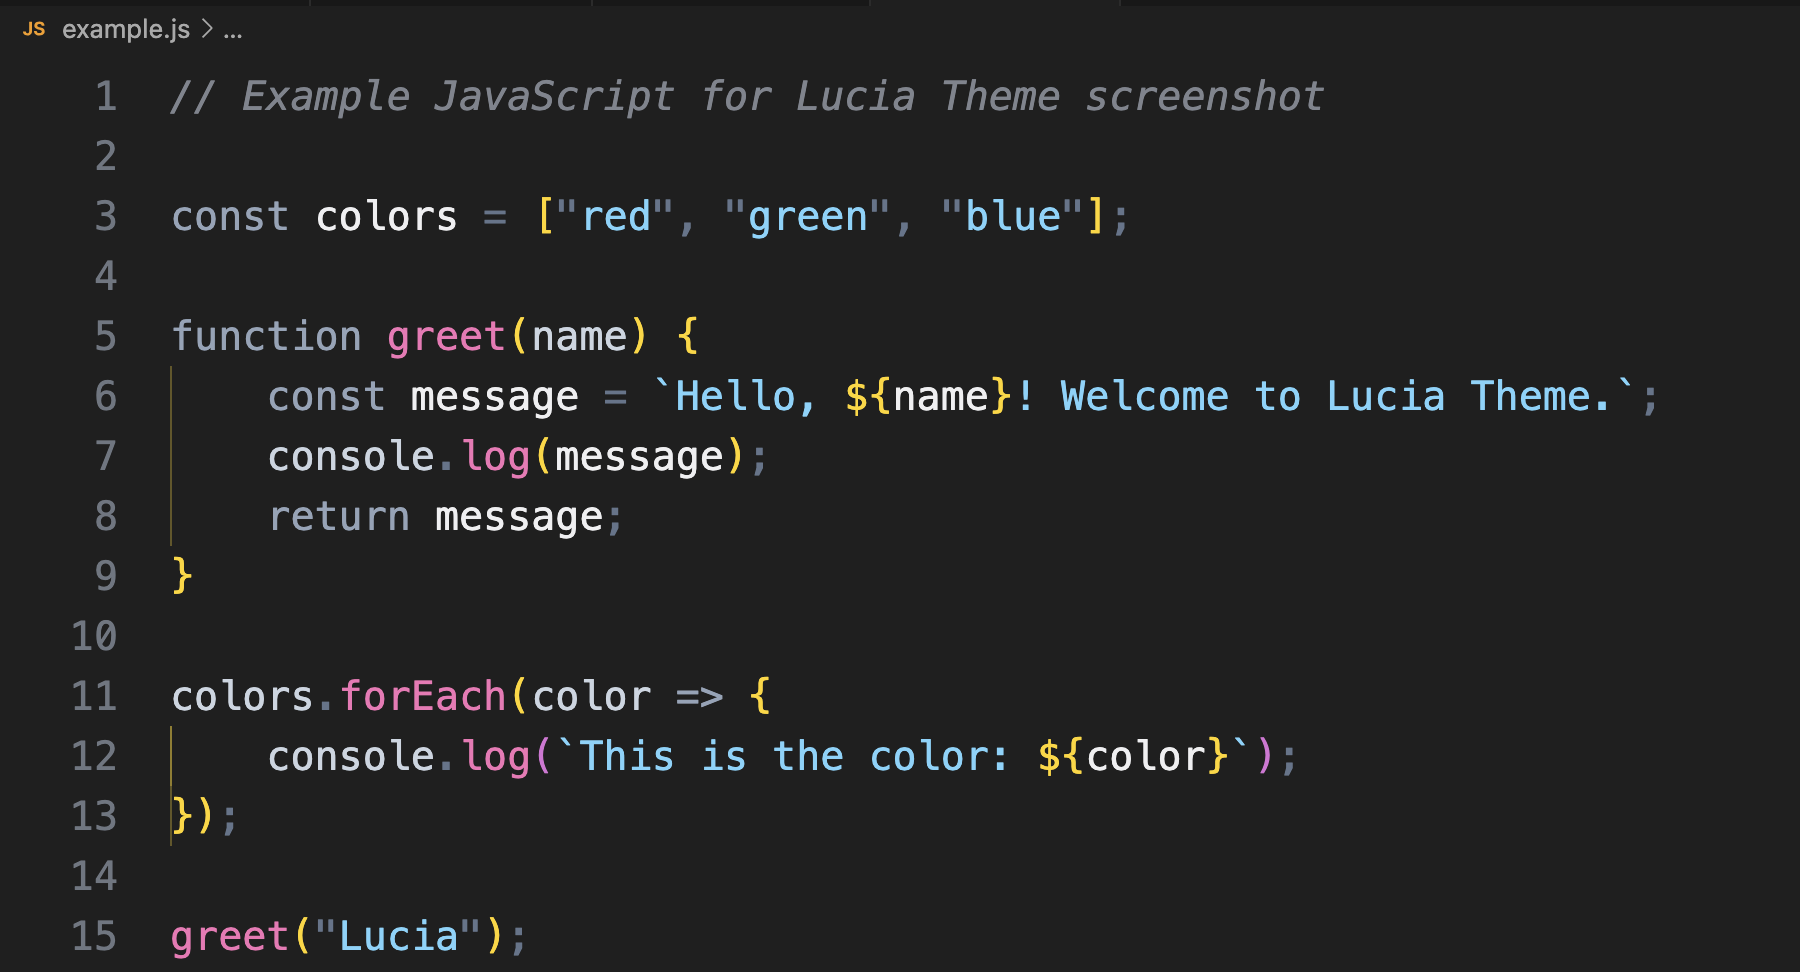 JS example.js > ...
1 // Example JavaScript for Lucia Theme screenshot
2
3 const colors = ["red", "green", "blue"];
4
5 function greet(name) {
6     const message = `Hello, ${name}! Welcome to Lucia Theme.`;
7     console.log(message);
8     return message;
9 }
10
11 colors.forEach(color => {
12     console.log(`This is the color: ${color}`);
13 });
14
15 greet("Lucia");